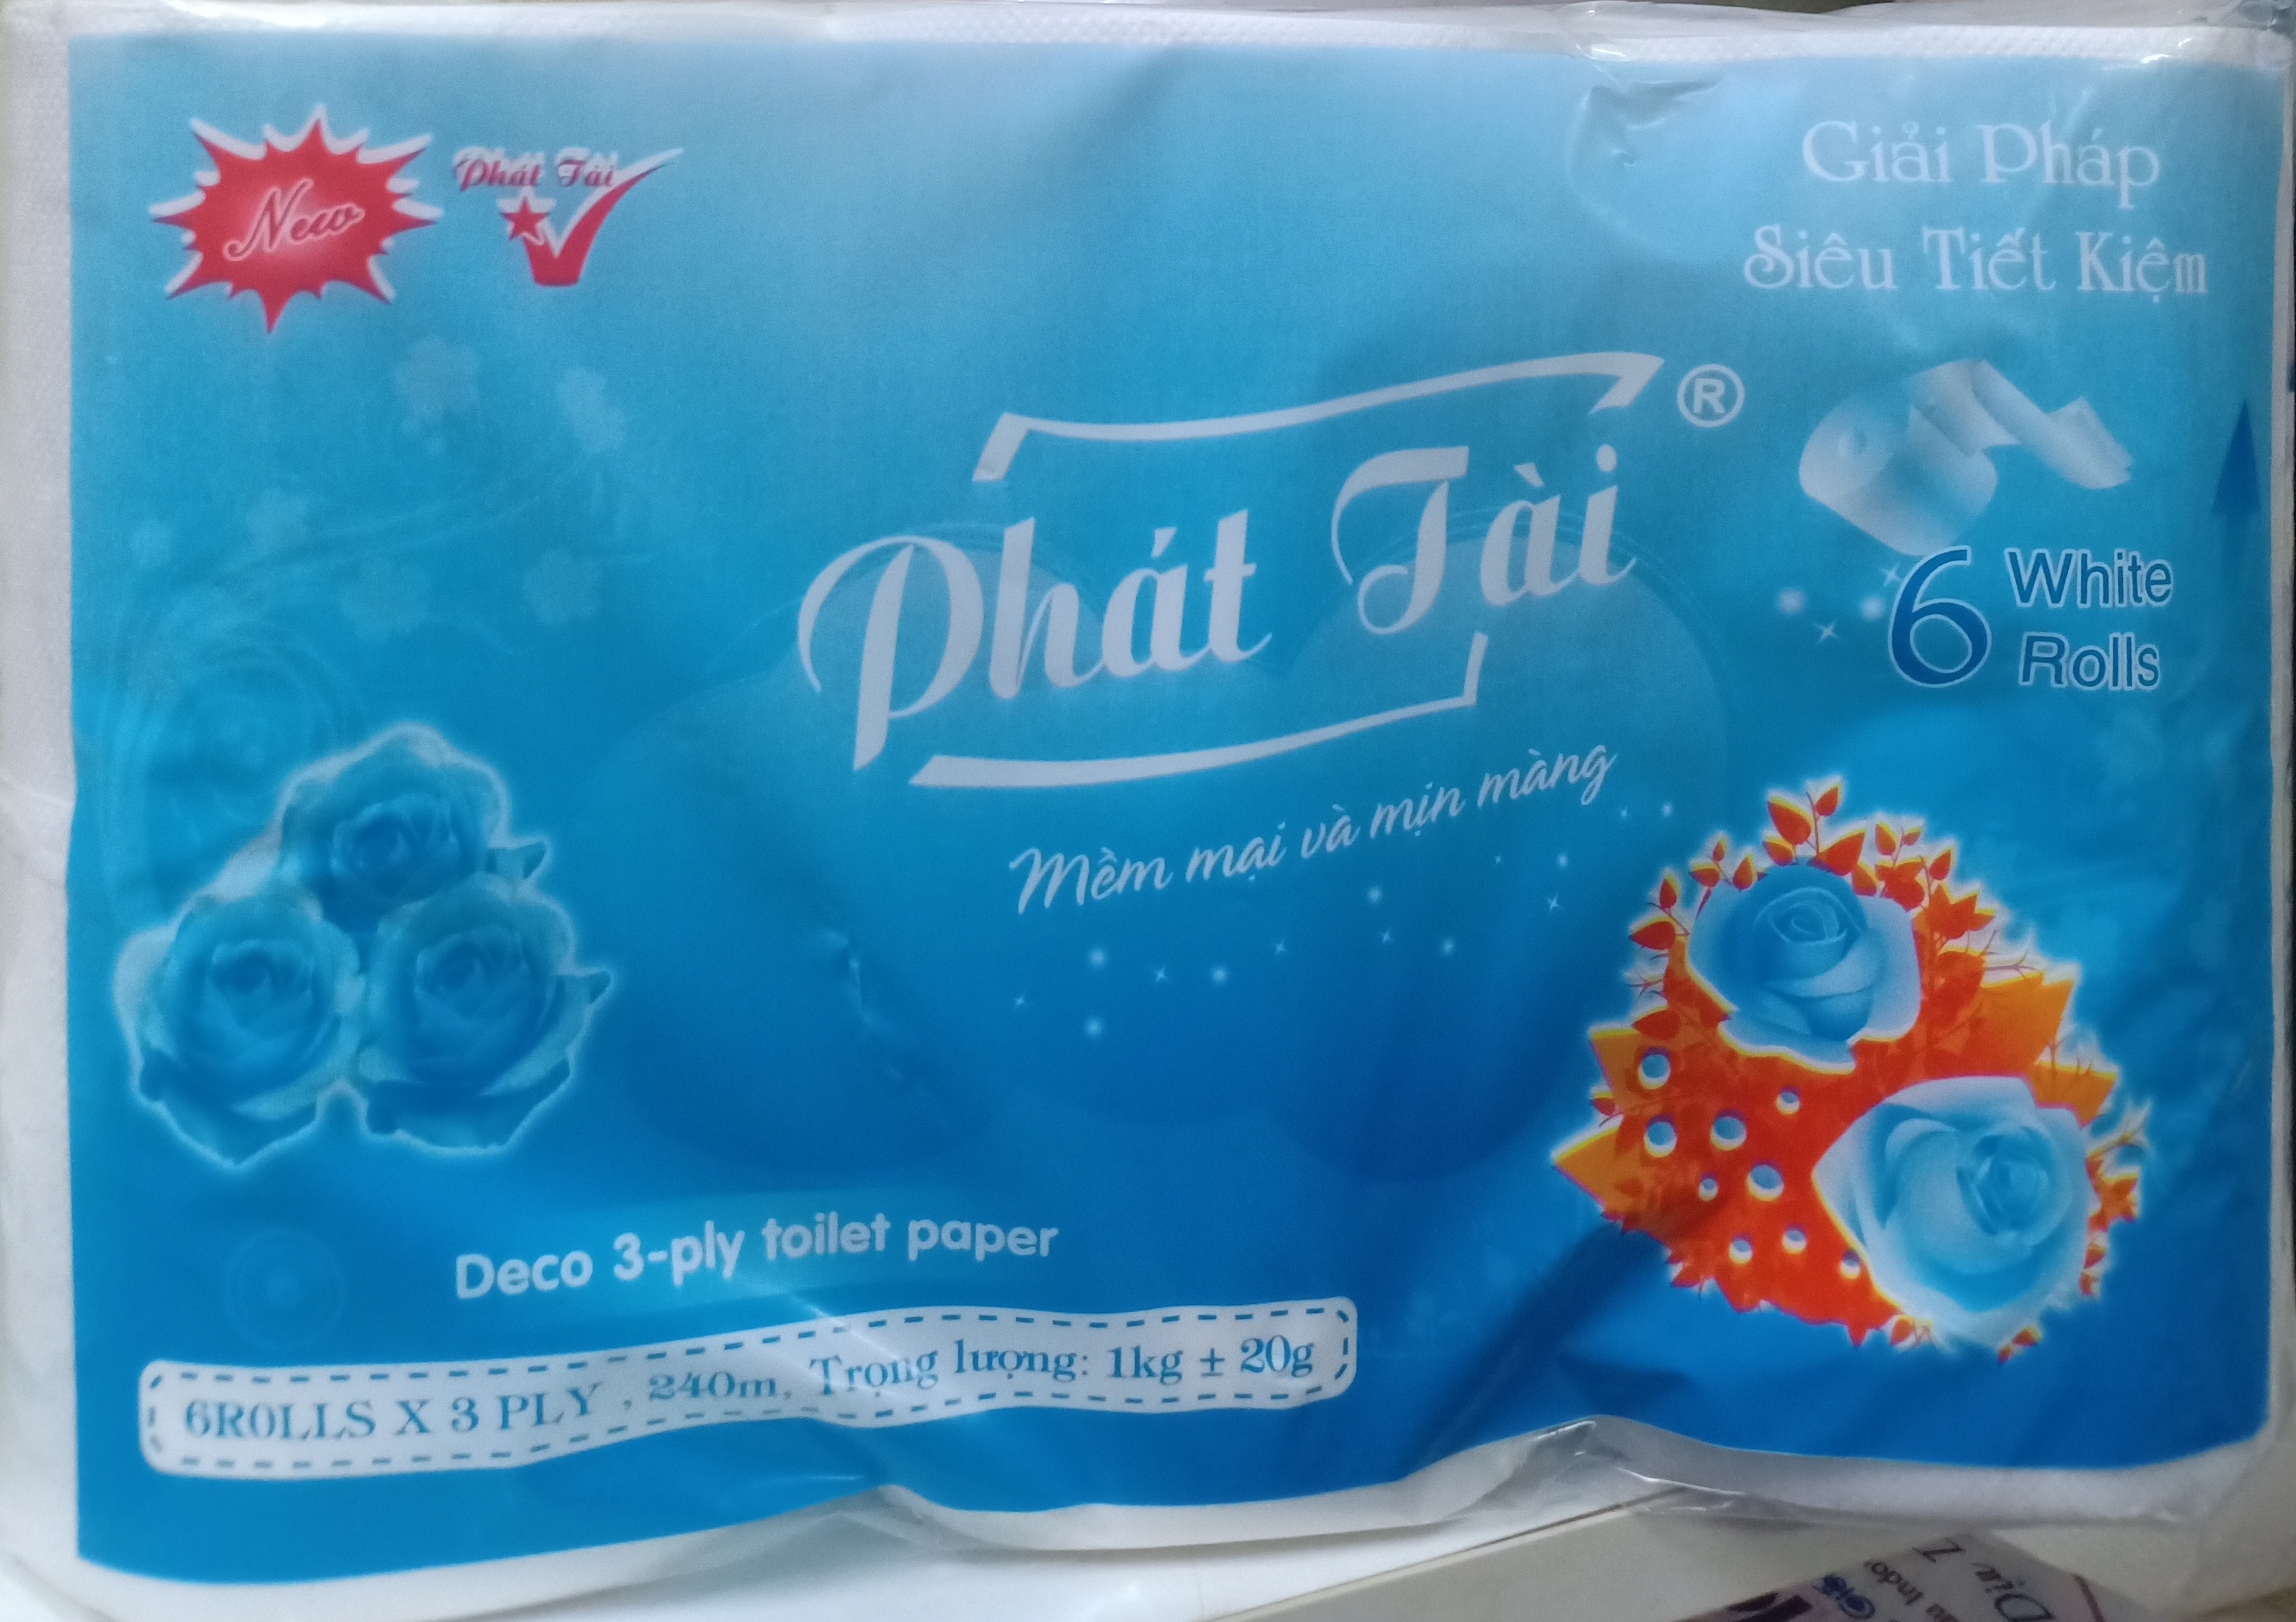 New
Phát Tài
Giải Pháp
Siêu Tiết Kiệm
Phát Tài ®
6 White
Rolls
Mềm mại và mịn màng
Deco 3-ply toilet paper
6ROLLS X 3 PLY , 240m, Trọng lượng: 1kg ± 20g